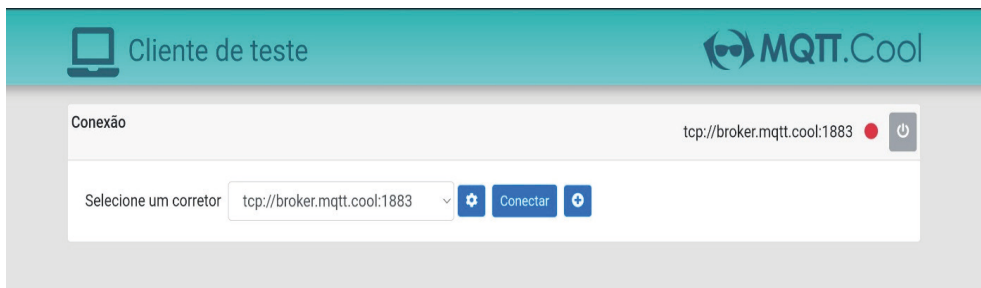 Cliente de teste
MQTT.Cool
Conexão
tcp://broker.mqtt.cool:1883
Selecione um corretor
tcp://broker.mqtt.cool:1883
Conectar